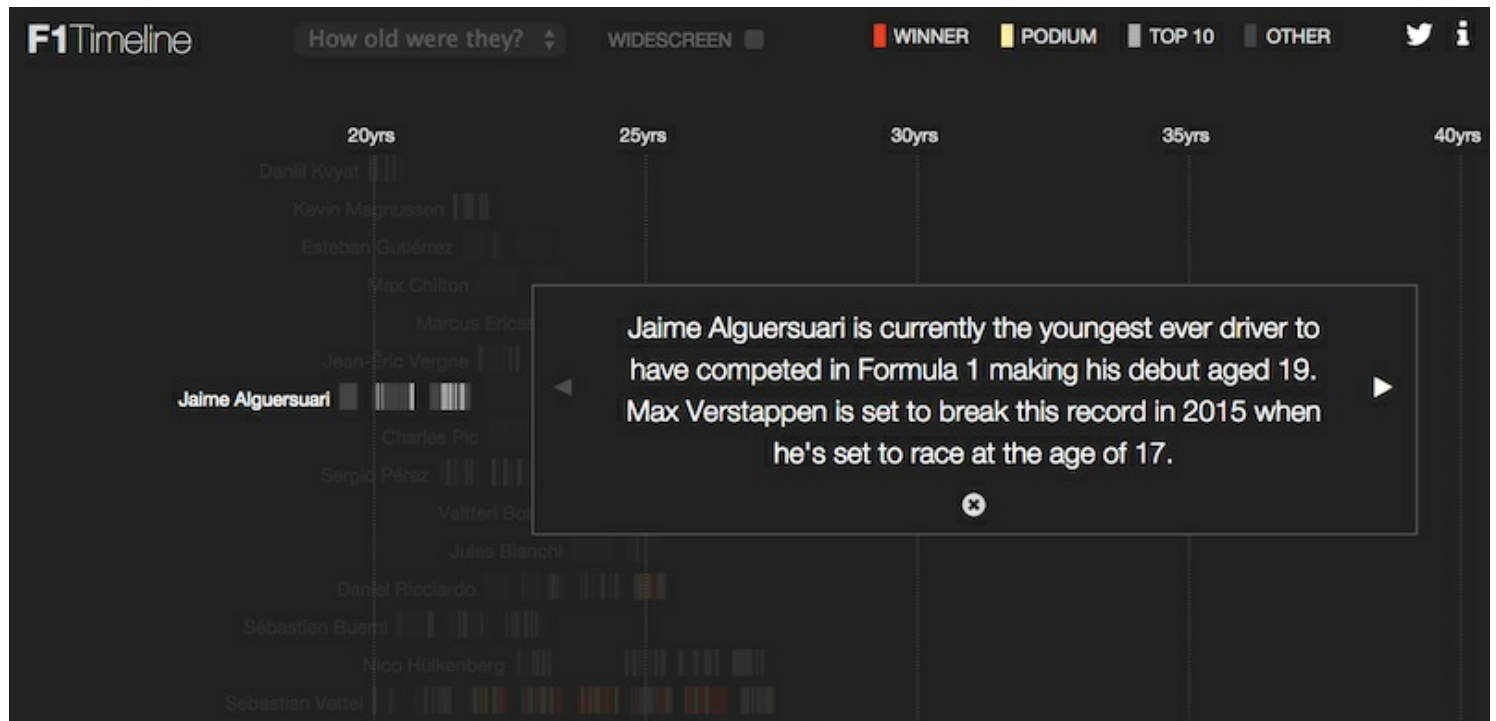 F1Timeline How old were they? WIDESCREEN WINNER PODIUM TOP 10 OTHER
20yrs 25yrs 30yrs 35yrs 40yrs
Daniil Kvyat
Kevin Magnussen
Esteban Gutiérrez
Max Chilton
Marcus Erics
Jean-Éric Vergne
Jaime Alguersuari
Charles Pic
Sergio Pérez
Valtteri Bot
Jules Bianchi
Daniel Ricciardo
Sébastien Buemi
Nico Hülkenberg
Sebastian Vettel
Jaime Alguersuari is currently the youngest ever driver to
have competed in Formula 1 making his debut aged 19.
Max Verstappen is set to break this record in 2015 when
he's set to race at the age of 17.